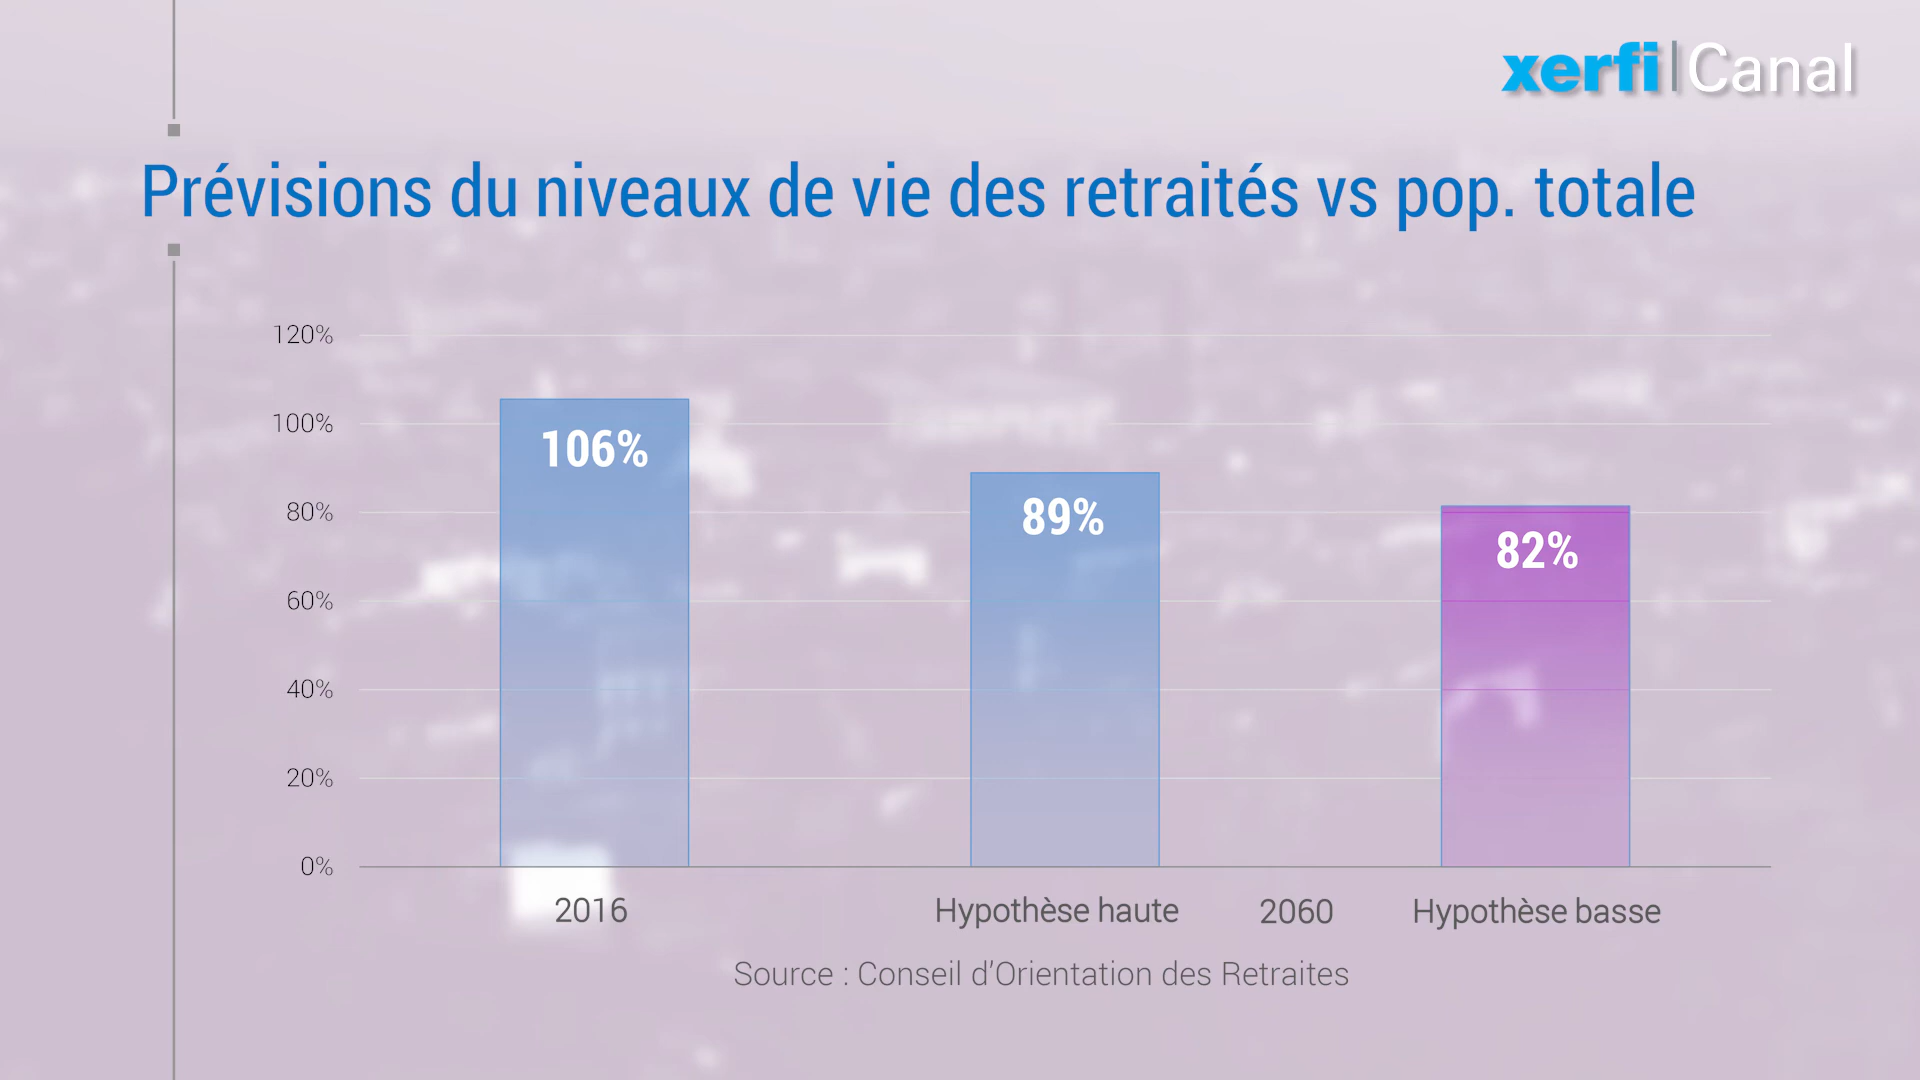 xerfi Canal
Prévisions du niveaux de vie des retraités vs pop. totale
120%
100%
80%
60%
40%
20%
0%
106%
89%
82%
2016
Hypothèse haute 2060 Hypothèse basse
Source : Conseil d'Orientation des Retraites